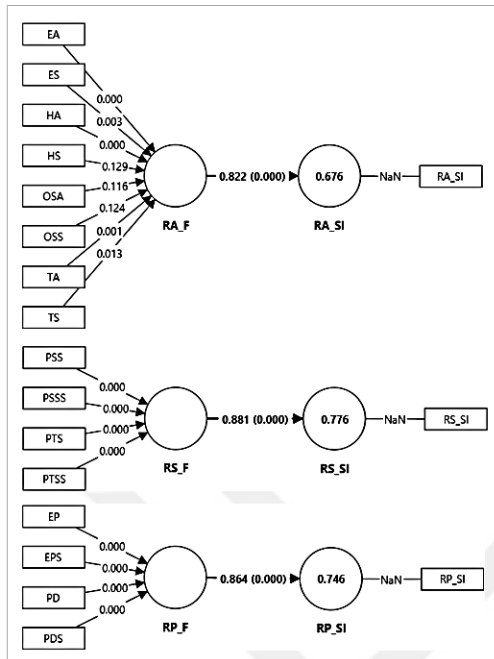 EA
0.000
ES
0.003
HA
0.000
HS
0.129
OSA
0.116
OSS
0.124
TA
0.001
TS
0.013
RA_F
0.822 (0.000)
0.676
RA_SI
NaN
RA_SI
PSS
0.000
PSSS
0.000
PTS
0.000
PTSS
0.000
RS_F
0.881 (0.000)
0.776
RS_SI
NaN
RS_SI
EP
0.000
EPS
0.000
PD
0.000
PDS
0.000
RP_F
0.864 (0.000)
0.746
RP_SI
NaN
RP_SI